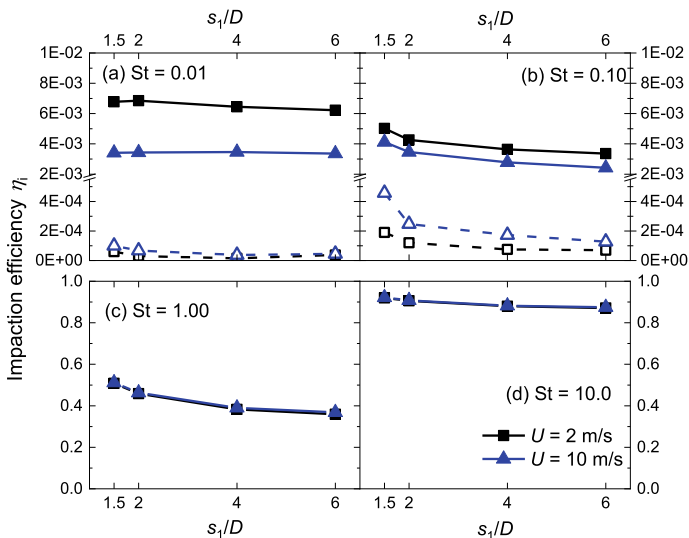 s₁/D s₁/D
1.5 2 4 6 1.5 2 4 6
1E-02 1E-02
(a) St = 0.01 (b) St = 0.10
8E-03 8E-03
6E-03 6E-03
4E-03 4E-03
2E-03 2E-03
4E-04 4E-04
2E-04 2E-04
0E+00 0E+00
Impaction efficiency ηᵢ
1.0 1.0
(c) St = 1.00
0.8 0.8
0.6 0.6
(d) St = 10.0
0.4 0.4
U = 2 m/s
0.2 0.2
U = 10 m/s
0.0 0.0
1.5 2 4 6 1.5 2 4 6
s₁/D s₁/D